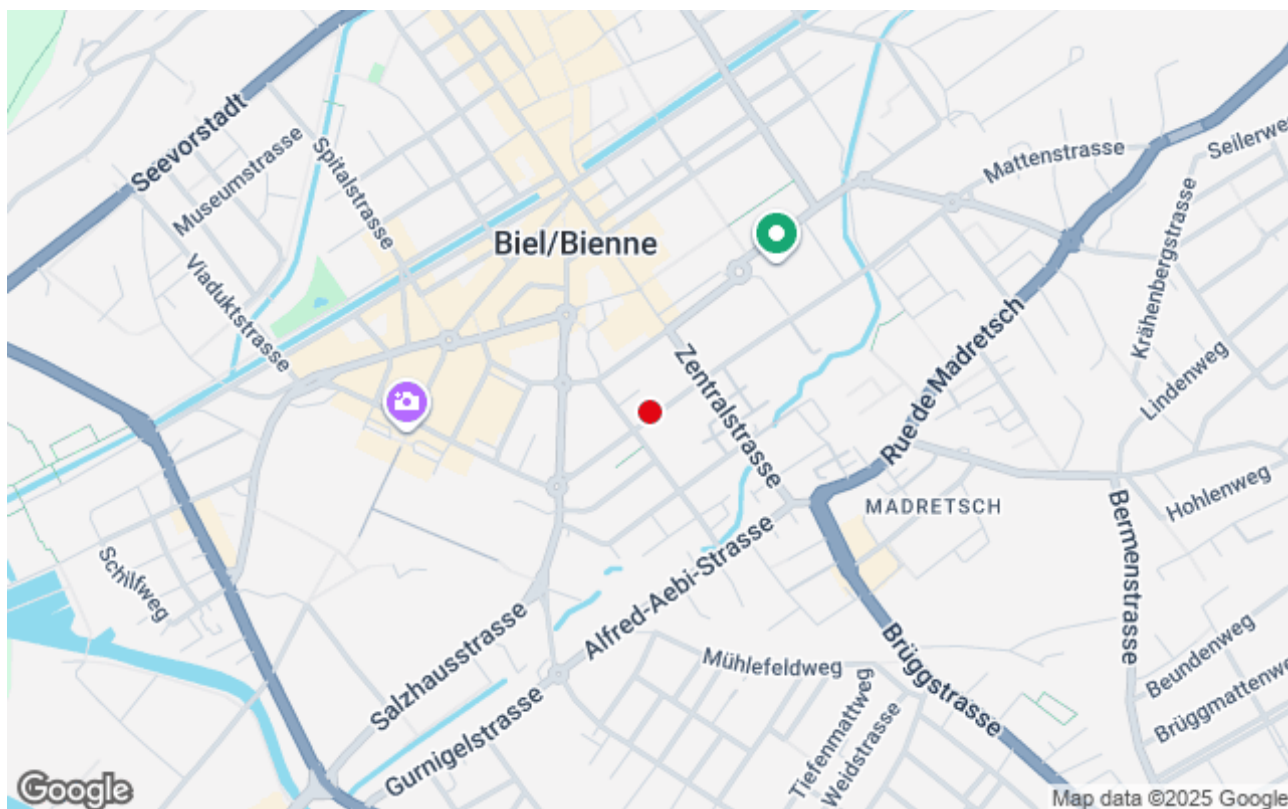 Seevorstadt
Museumstrasse
Spitalstrasse
Viaduktstrasse
Biel/Bienne
Mattenstrasse
Seilerweg
Krähenbergstrasse
Rue de Madretsch
Zentralstrasse
Lindenweg
MADRETSCH
Hohlenweg
Bermenstrasse
Schilfweg
Alfred-Aebi-Strasse
Salzhausstrasse
Gurnigelstrasse
Mühlefeldweg
Tiefenmattweg
Weidstrasse
Brüggstrasse
Beundenweg
Brüggmattenweg
Google
Map data ©2025 Google